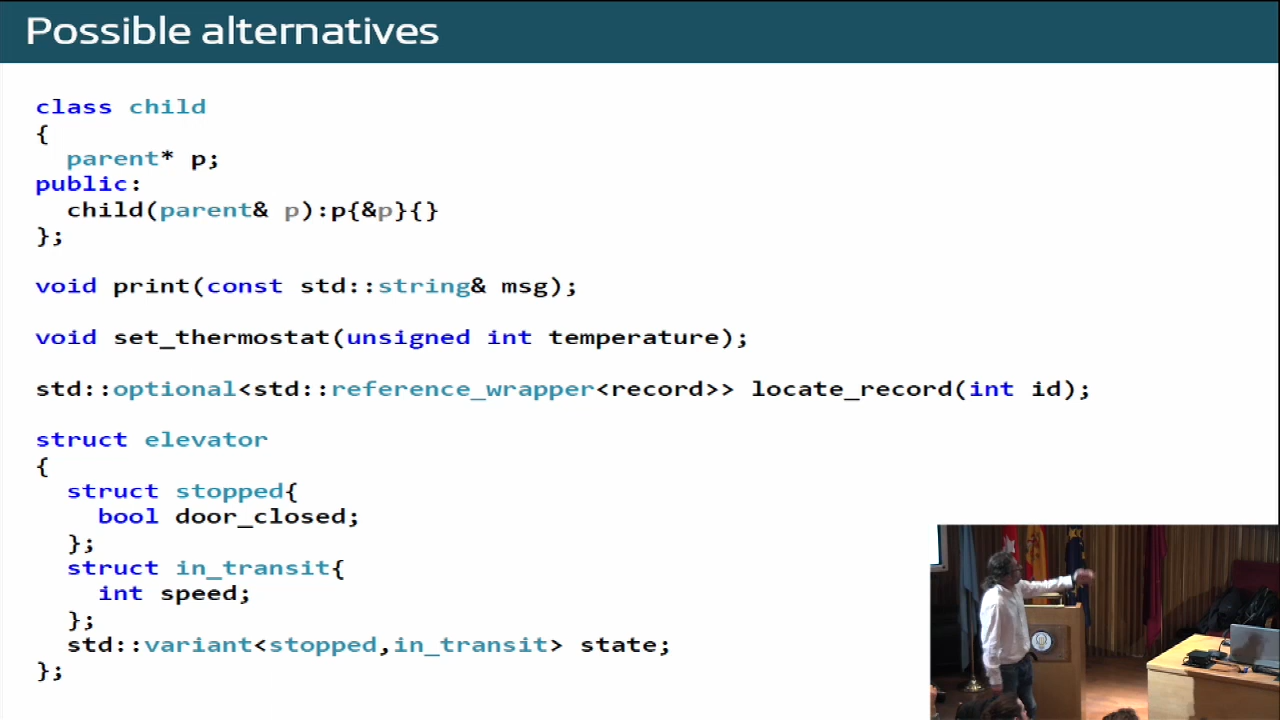 Possible alternatives
class child
{
  parent* p;
public:
  child(parent& p):p{&p}{}
};
void print(const std::string& msg);
void set_thermostat(unsigned int temperature);
std::optional<std::reference_wrapper<record>> locate_record(int id);
struct elevator
{
  struct stopped{
    bool door_closed;
  };
  struct in_transit{
    int speed;
  };
  std::variant<stopped,in_transit> state;
};